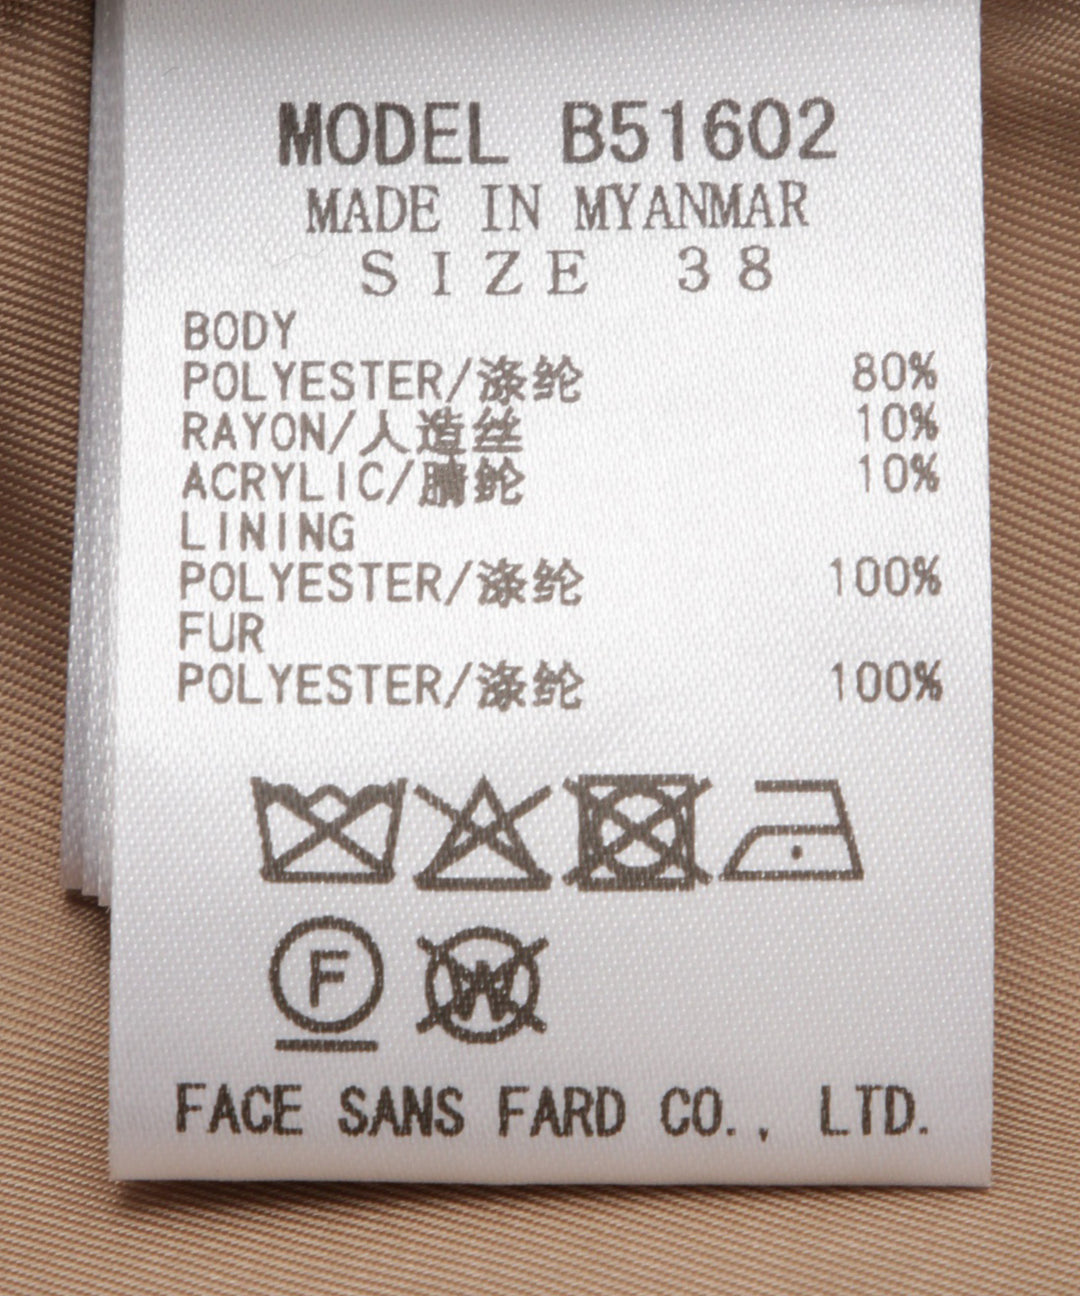 MODEL B51602
MADE IN MYANMAR
SIZE 38
BODY
POLYESTER/涤纶 80%
RAYON/人造丝 10%
ACRYLIC/腈纶 10%
LINING
POLYESTER/涤纶 100%
FUR
POLYESTER/涤纶 100%
F W
FACE SANS FARD CO., LTD.